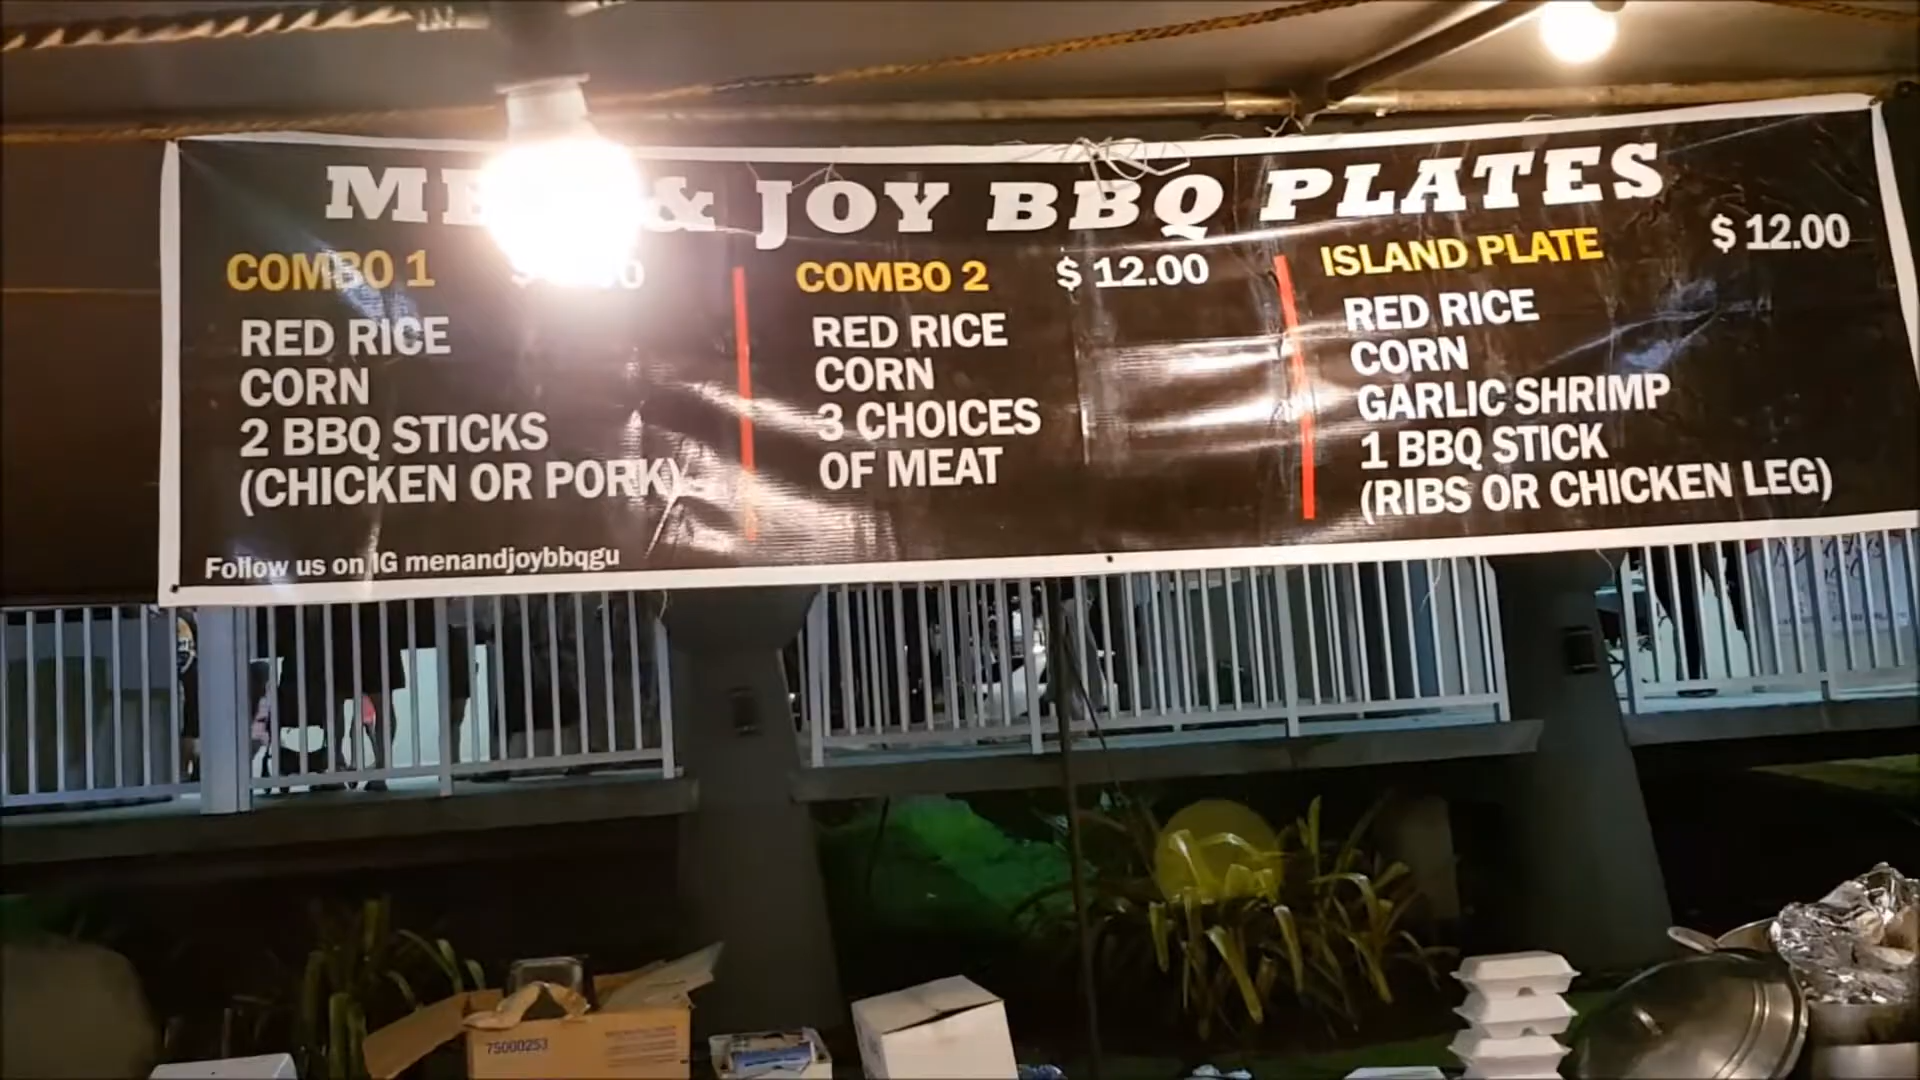 & JOY BBQ PLATES
COMBO 1
RED RICE
CORN
2 BBQ STICKS
(CHICKEN OR PORK)
COMBO 2 $ 12.00
RED RICE
CORN
3 CHOICES
OF MEAT
ISLAND PLATE $ 12.00
RED RICE
CORN
GARLIC SHRIMP
1 BBQ STICK
(RIBS OR CHICKEN LEG)
Follow us on IG menandjoybbqgu
75000253